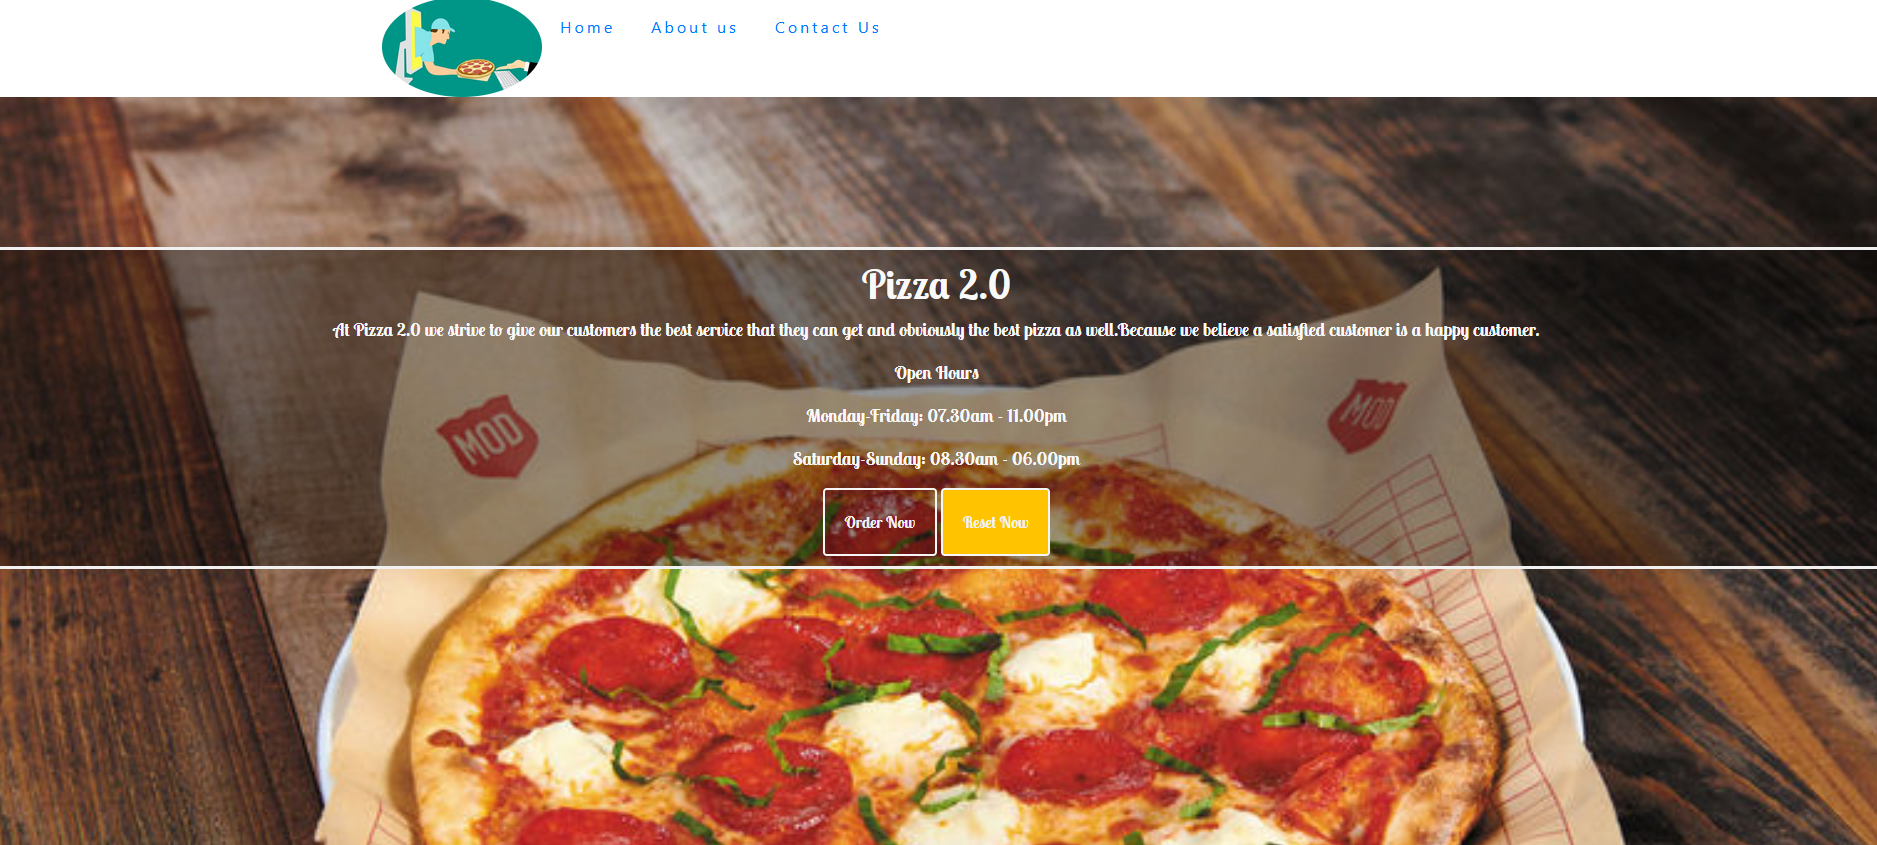 Home About us Contact Us
Pizza 2.0
At Pizza 2.0 we strive to give our customers the best service that they can get and obviously the best pizza as well.Because we believe a satisfied customer is a happy customer.
Open Hours
MOD
MOD
Monday-Friday: 07.30am - 11.00pm
Saturday-Sunday: 08.30am - 06.00pm
Order Now Reset Now